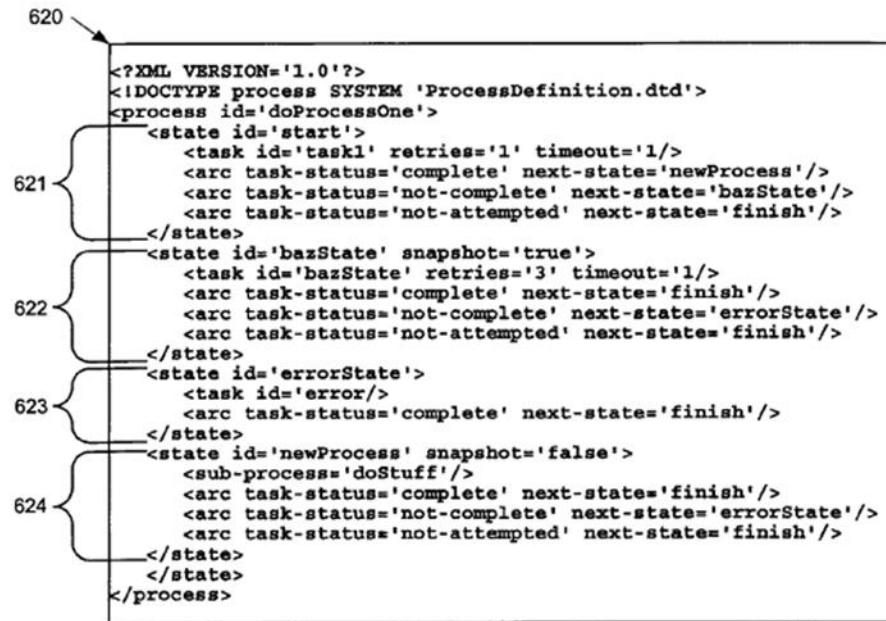 620
<?XML VERSION='1.0'?>
<!DOCTYPE process SYSTEM 'ProcessDefinition.dtd'>
<process id='doProcessOne'>
<state id='start'>
<task id='task1' retries='1' timeout='1/>
<arc task-status='complete' next-state='newProcess'/>
621
<arc task-status='not-complete' next-state='bazState'/>
<arc task-status='not-attempted' next-state='finish'/>
</state>
<state id='bazState' snapshot='true'>
<task id='bazState' retries='3' timeout='1/>
<arc task-status='complete' next-state='finish'/>
622
<arc task-status='not-complete' next-state='errorState'/>
<arc task-status='not-attempted' next-state='finish'/>
</state>
<state id='errorState'>
<task id='error/>
623
<arc task-status='complete' next-state='finish'/>
</state>
<state id='newProcess' snapshot='false'>
<sub-process='doStuff'/>
<arc task-status='complete' next-state='finish'/>
624
<arc task-status='not-complete' next-state='errorState'/>
<arc task-status='not-attempted' next-state='finish'/>
</state>
</state>
</process>